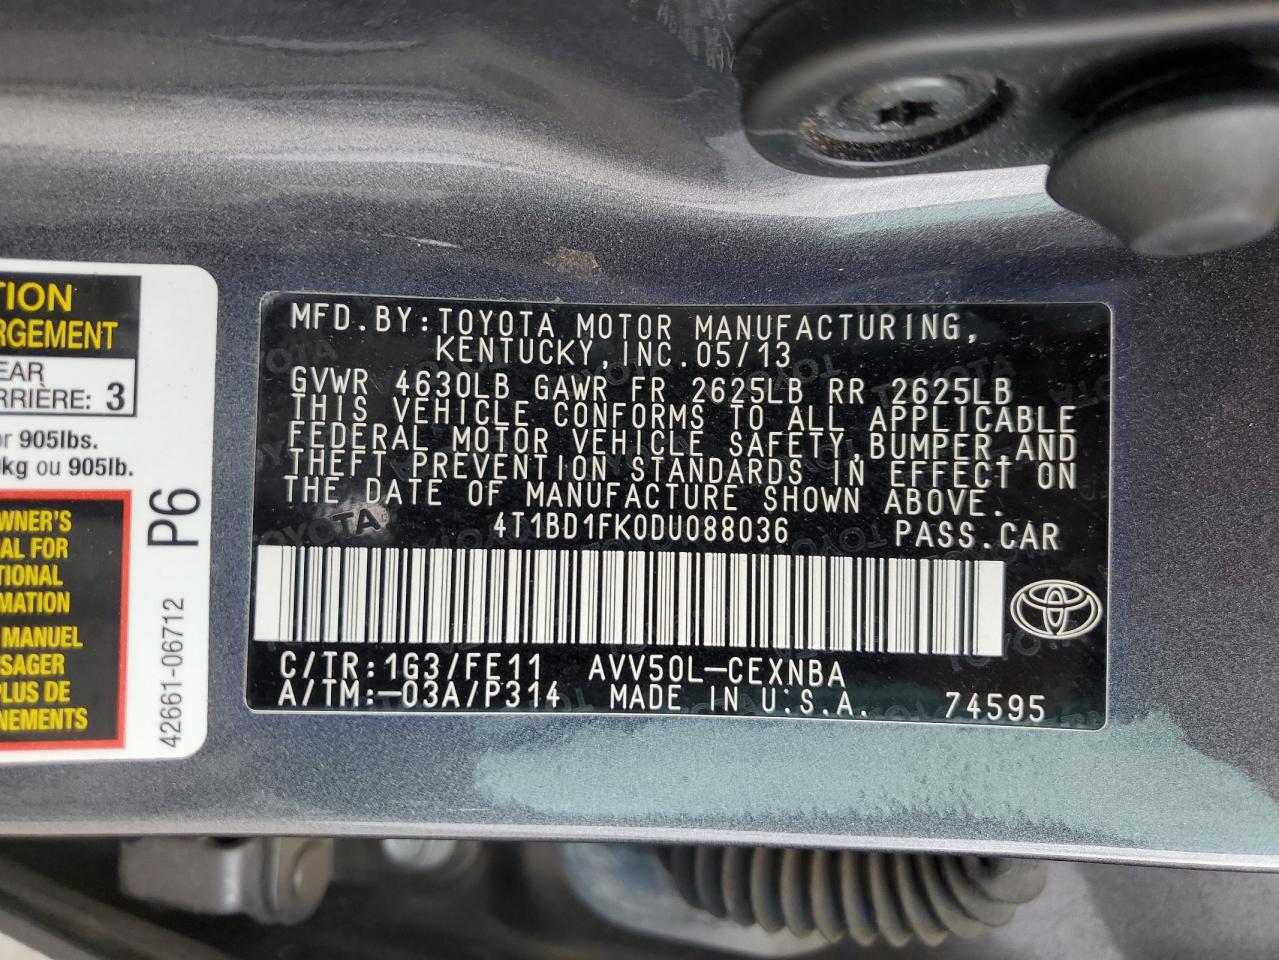 TION
RGEMENT
EAR
RRIÈRE: 3
or 905lbs.
kg ou 905lb.
WNER'S
AL FOR
TIONAL
MATION
MANUEL
SAGER
PLUS DE
NEMENTS
P6
42661-06712
MFD.BY:TOYOTA MOTOR MANUFACTURING,
KENTUCKY,INC.05/13
GVWR 4630LB GAWR FR 2625LB RR 2625LB
THIS VEHICLE CONFORMS TO ALL APPLICABLE
FEDERAL MOTOR VEHICLE SAFETY,BUMPER,AND
THEFT PREVENTION STANDARDS IN EFFECT ON
THE DATE OF MANUFACTURE SHOWN ABOVE.
4T1BD1FK0DU088036 PASS.CAR
C/TR:1G3/FE11 AVV50L-CEXNBA
A/TM:-03A/P314 MADE IN U.S.A. 74595